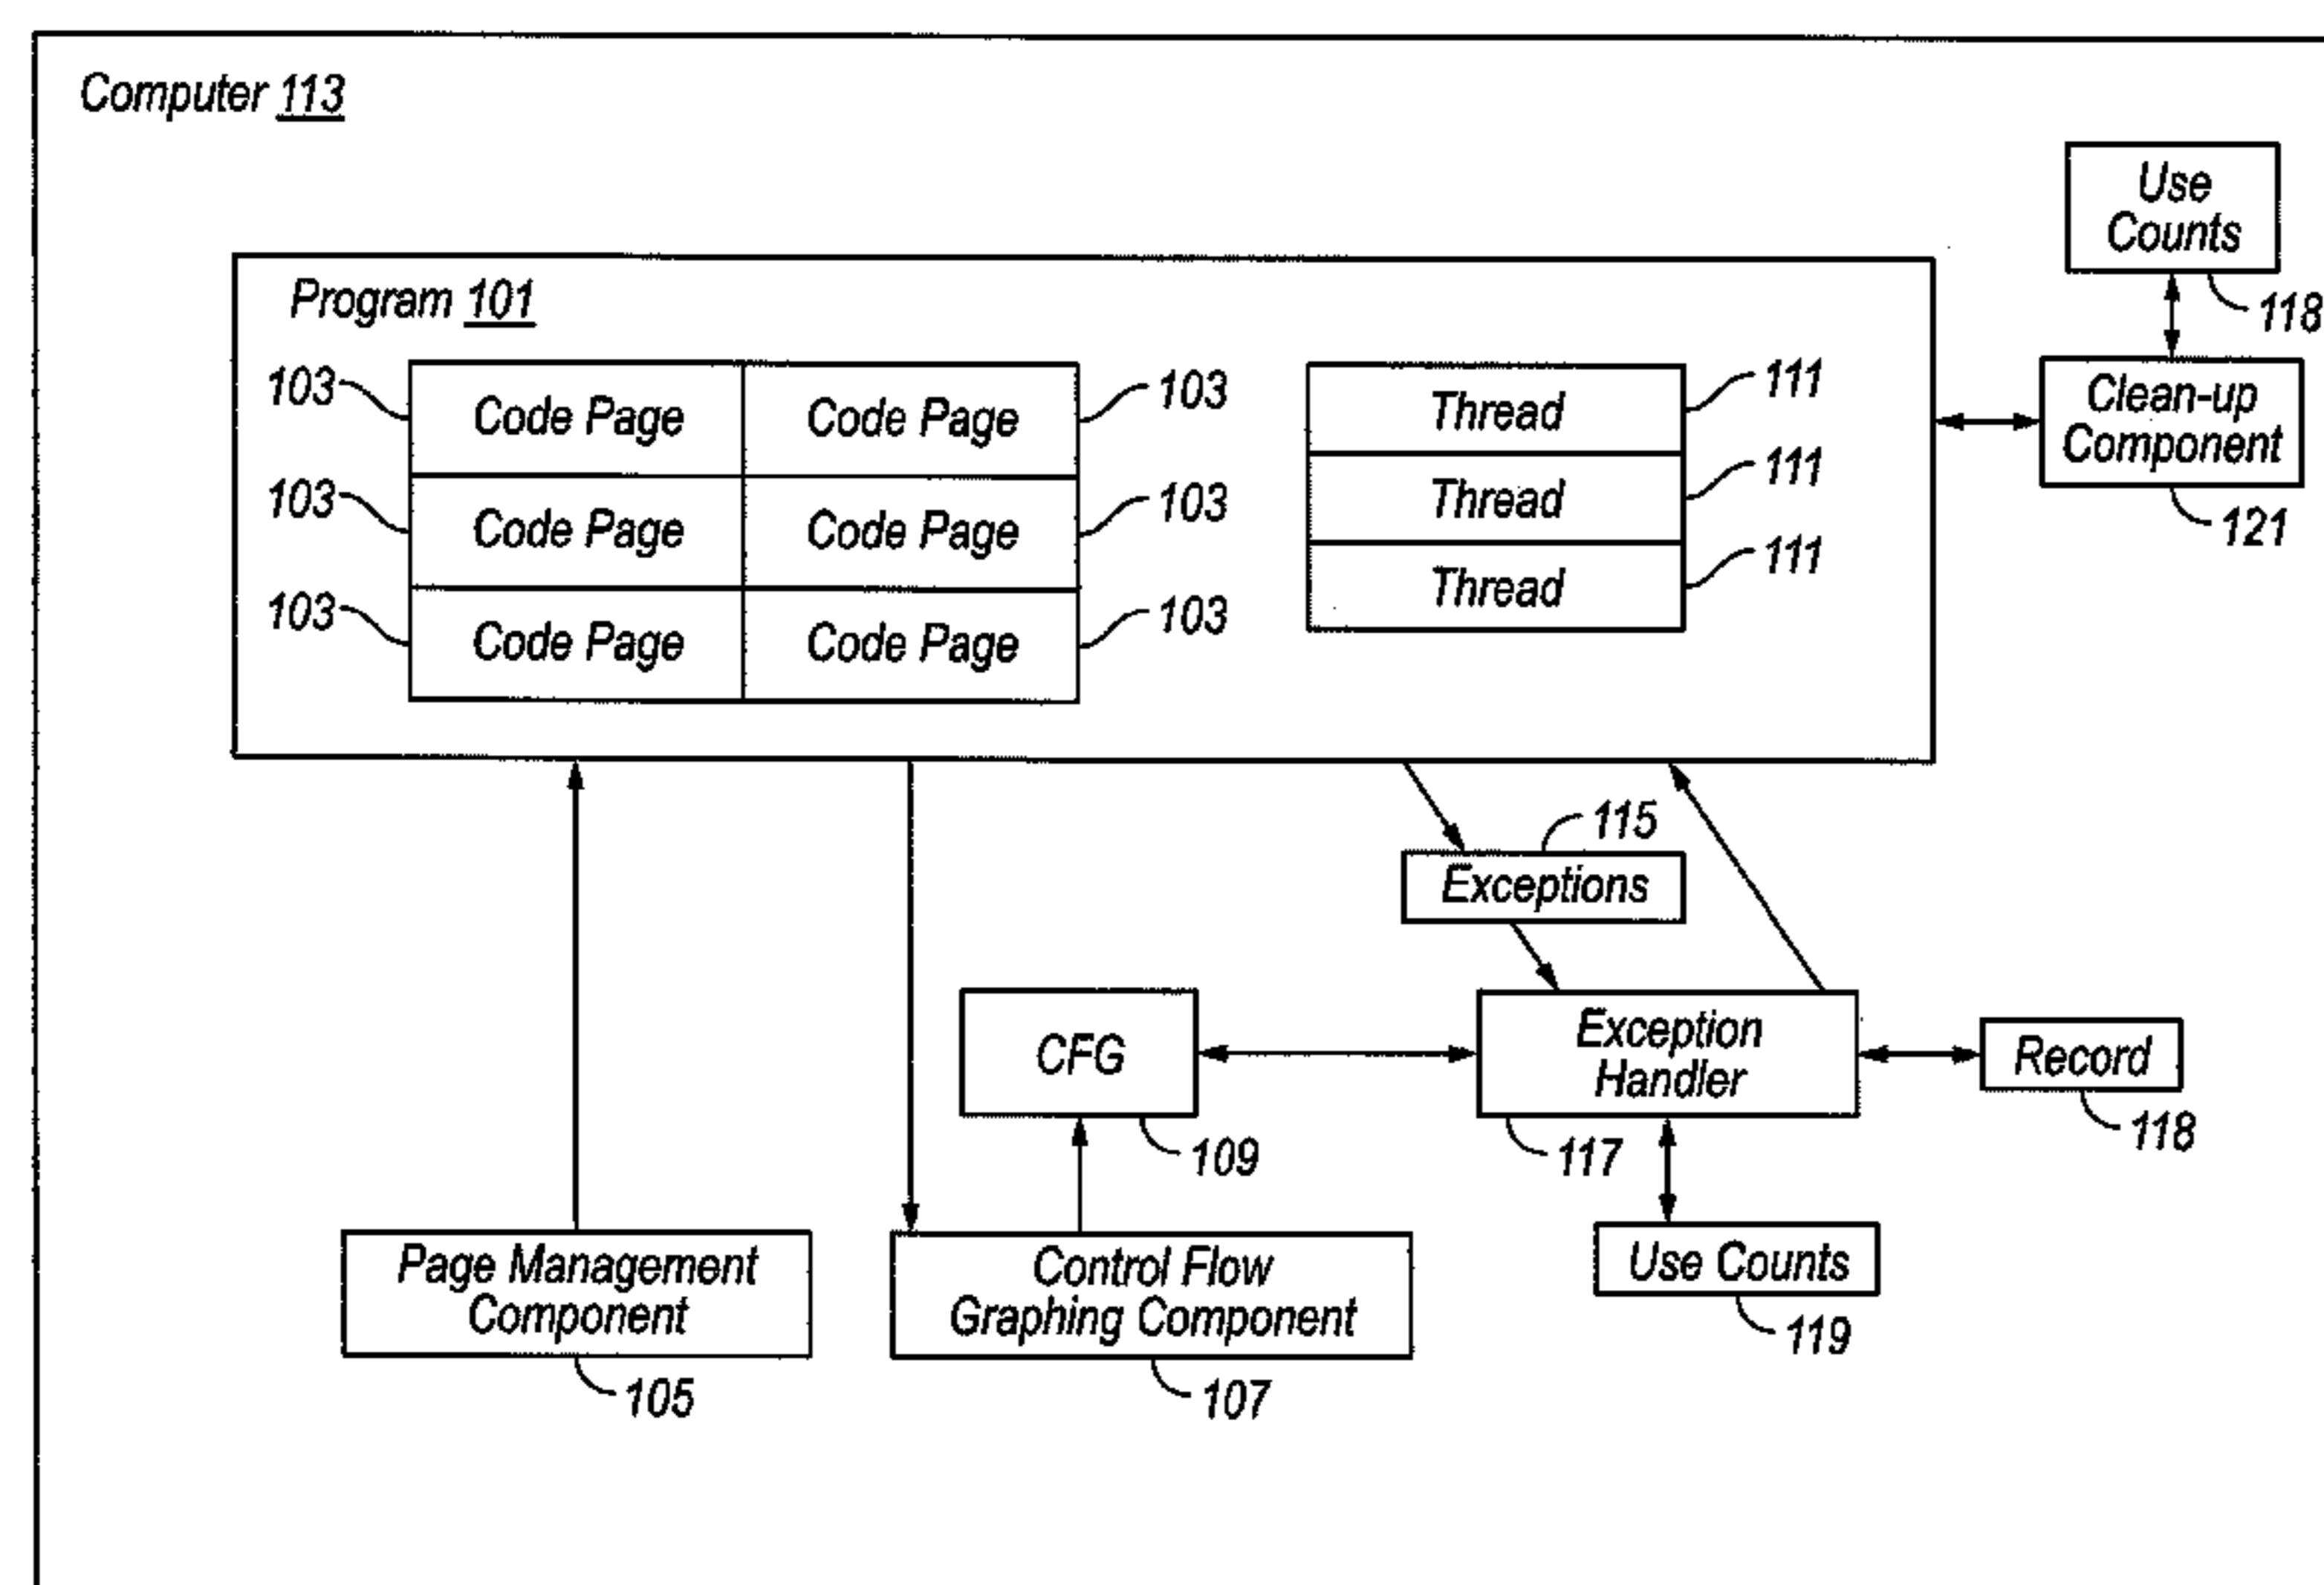 Computer 113
Use
Counts
118
Program 101
103
Code Page
Code Page
103
Thread
111
Clean-up
Component
121
103
Code Page
Code Page
103
Thread
111
103
Code Page
Code Page
103
Thread
111
115
Exceptions
CFG
109
Exception
Handler
117
Record
118
Use Counts
119
Page Management
Component
105
Control Flow
Graphing Component
107